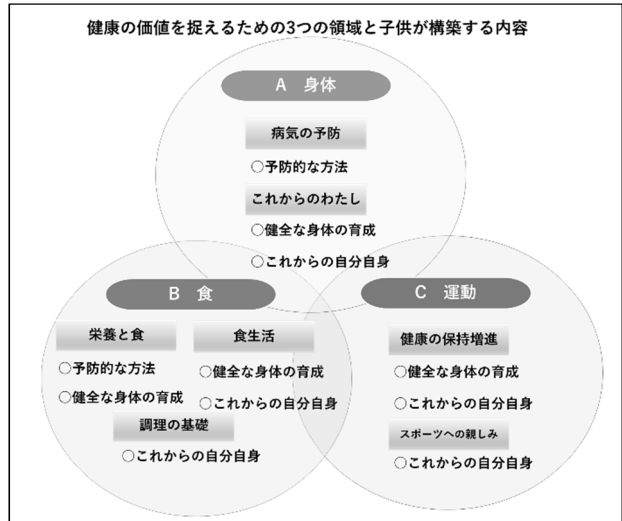 健康の価値を捉えるための3つの領域と子供が構築する内容
A 身体
病気の予防
○予防的な方法
これからのわたし
○健全な身体の育成
○これからの自分自身
B 食
栄養と食
○予防的な方法
○健全な身体の育成
食生活
○健全な身体の育成
○これからの自分自身
調理の基礎
○これからの自分自身
C 運動
健康の保持増進
○健全な身体の育成
○これからの自分自身
スポーツへの親しみ
○これからの自分自身